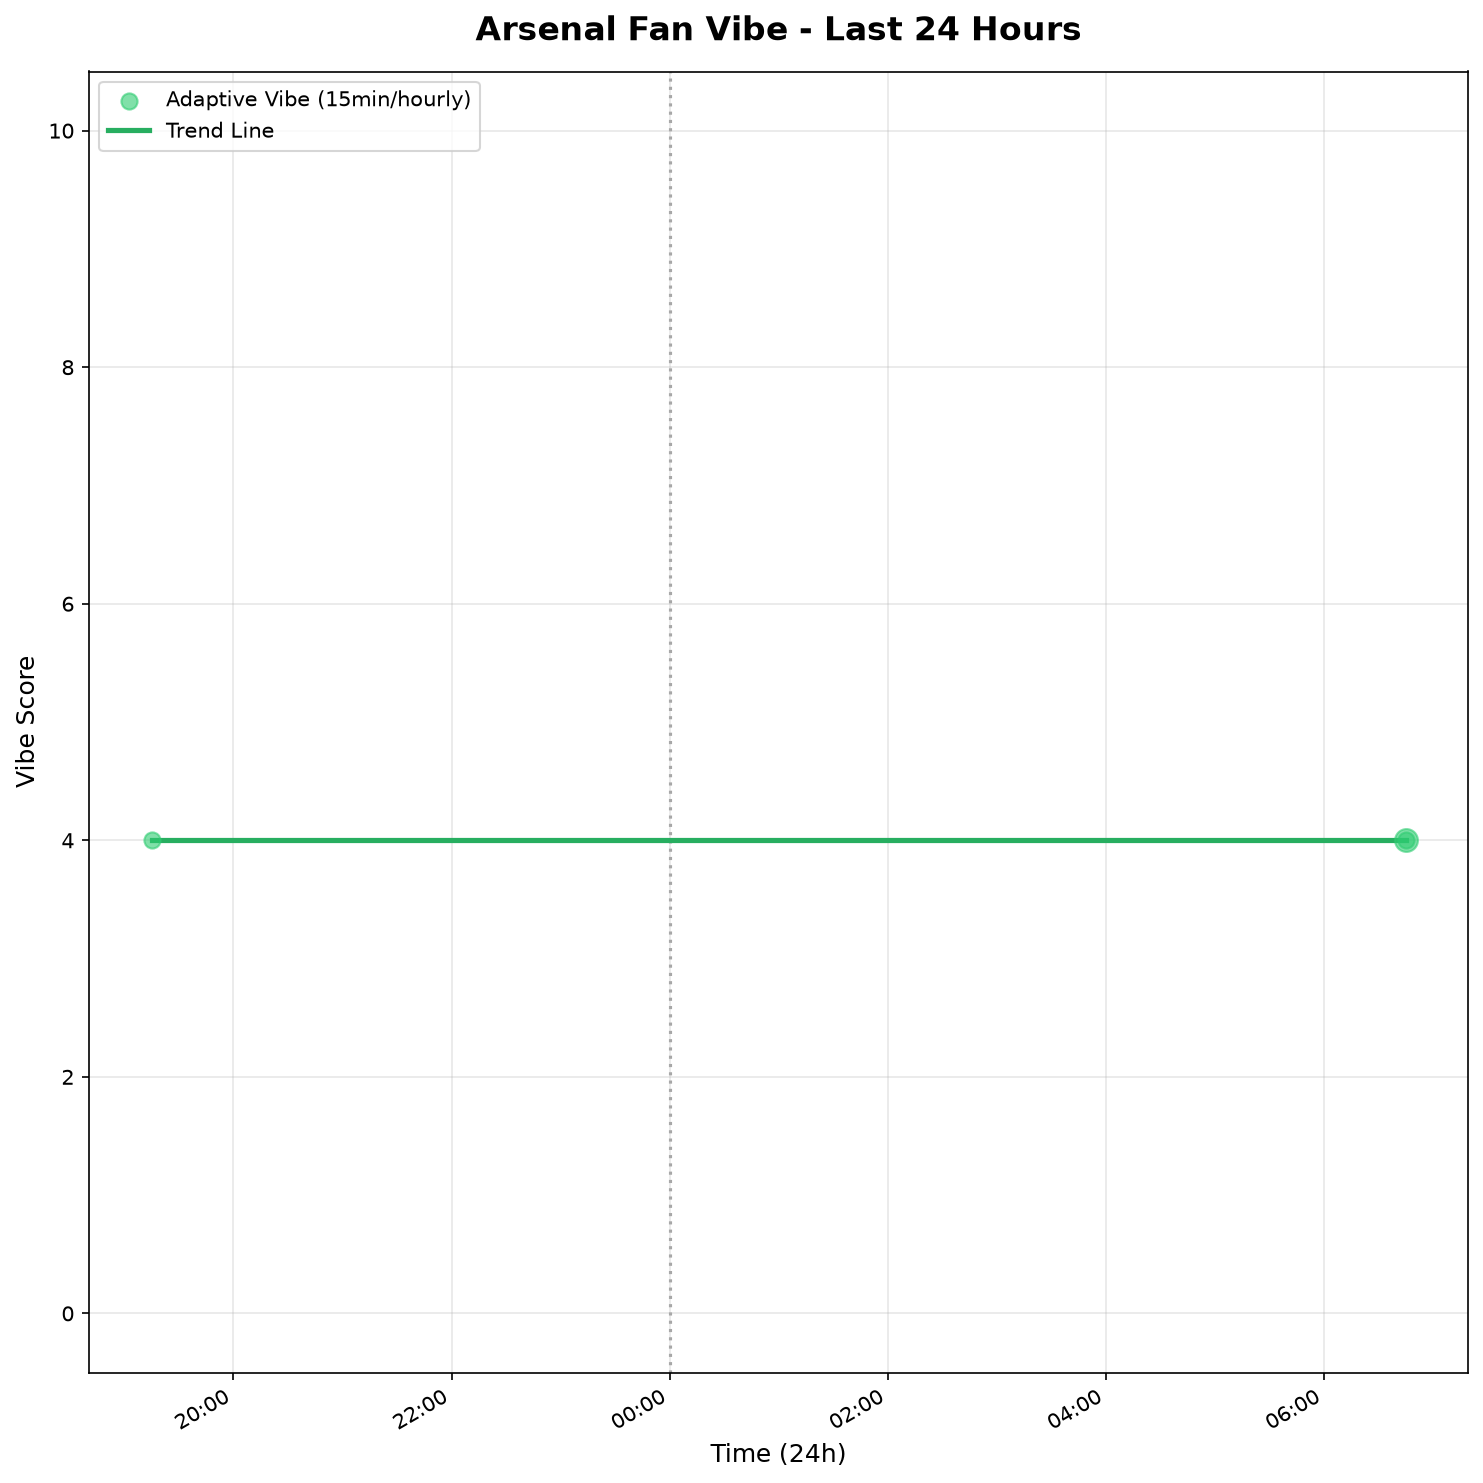 Arsenal Fan Vibe - Last 24 Hours
Adaptive Vibe (15min/hourly)
Trend Line
10
8
6
4
2
0
Vibe Score
20:00
22:00
00:00
02:00
04:00
06:00
Time (24h)